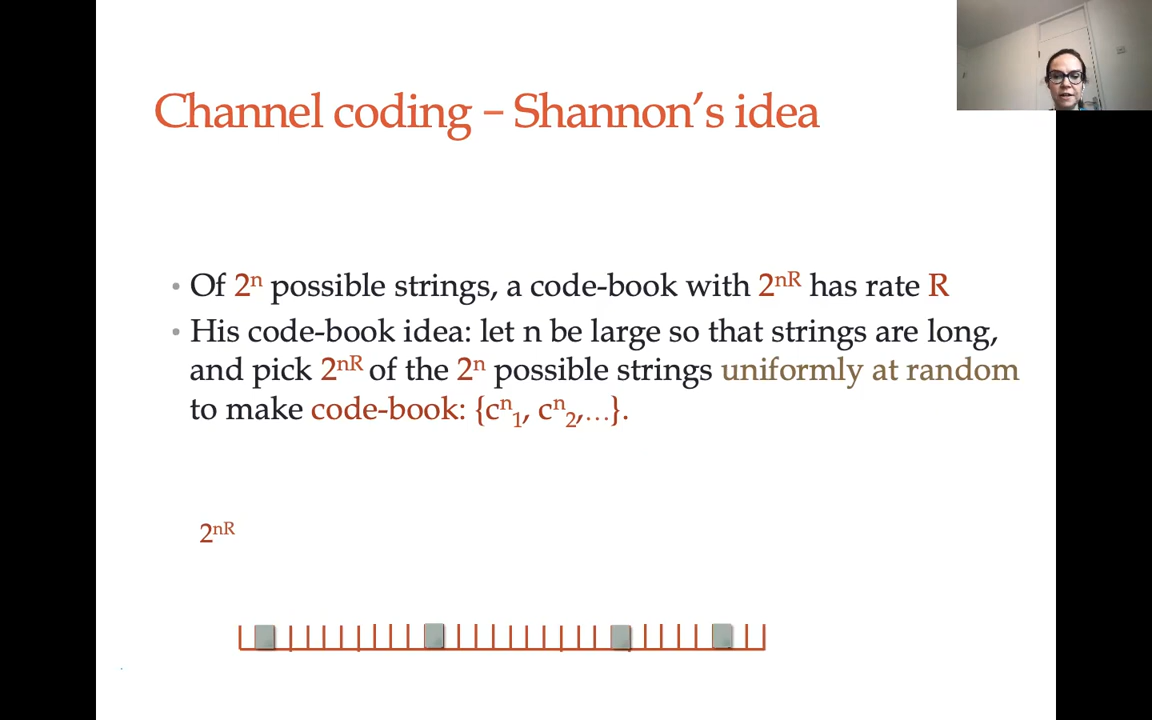 Channel coding – Shannon's idea
• Of 2ⁿ possible strings, a code-book with 2ⁿᴿ has rate R
• His code-book idea: let n be large so that strings are long,
and pick 2ⁿᴿ of the 2ⁿ possible strings uniformly at random
to make code-book: {cⁿ₁, cⁿ₂,…}.
2ⁿᴿ